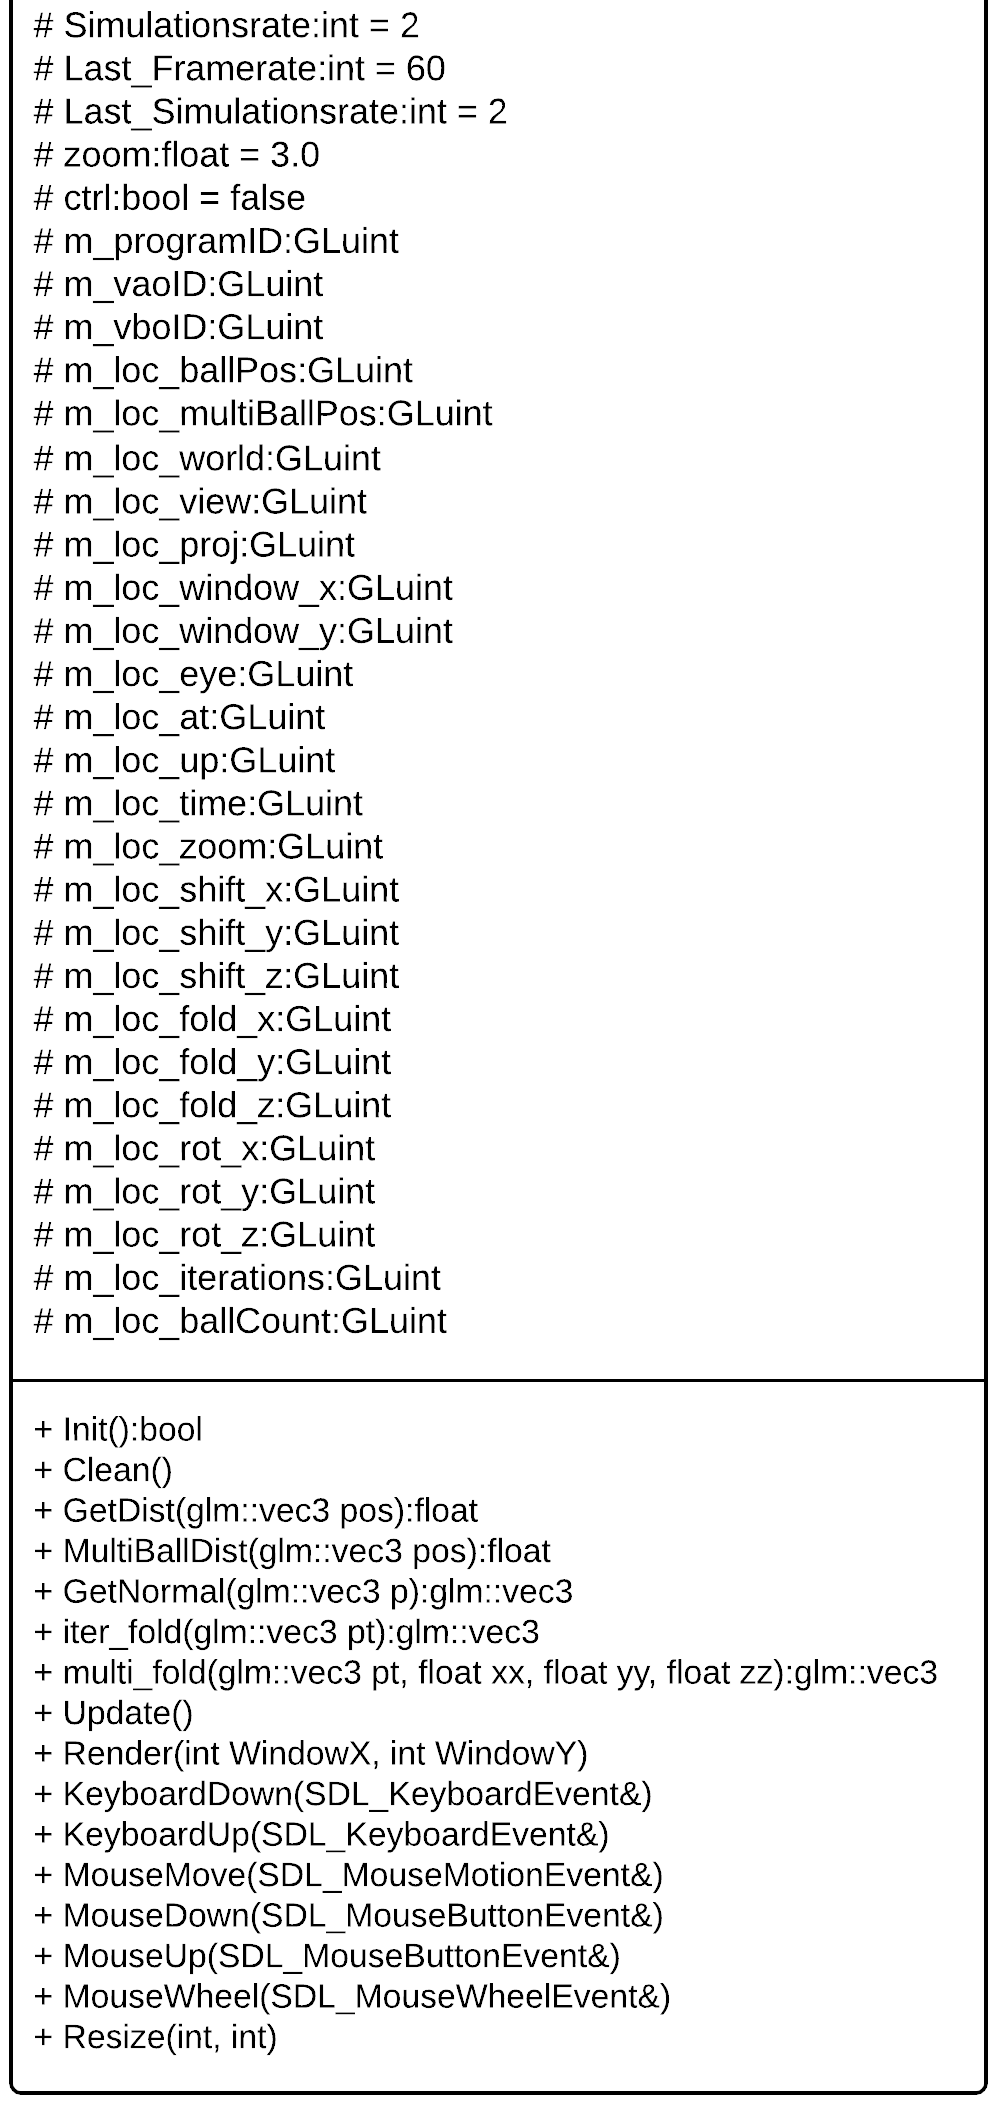 # Simulationsrate:int = 2
# Last_Framerate:int = 60
# Last_Simulationsrate:int = 2
# zoom:float = 3.0
# ctrl:bool = false
# m_programID:GLuint
# m_vaoID:GLuint
# m_vboID:GLuint
# m_loc_ballPos:GLuint
# m_loc_multiBallPos:GLuint
# m_loc_world:GLuint
# m_loc_view:GLuint
# m_loc_proj:GLuint
# m_loc_window_x:GLuint
# m_loc_window_y:GLuint
# m_loc_eye:GLuint
# m_loc_at:GLuint
# m_loc_up:GLuint
# m_loc_time:GLuint
# m_loc_zoom:GLuint
# m_loc_shift_x:GLuint
# m_loc_shift_y:GLuint
# m_loc_shift_z:GLuint
# m_loc_fold_x:GLuint
# m_loc_fold_y:GLuint
# m_loc_fold_z:GLuint
# m_loc_rot_x:GLuint
# m_loc_rot_y:GLuint
# m_loc_rot_z:GLuint
# m_loc_iterations:GLuint
# m_loc_ballCount:GLuint
+ Init():bool
+ Clean()
+ GetDist(glm::vec3 pos):float
+ MultiBallDist(glm::vec3 pos):float
+ GetNormal(glm::vec3 p):glm::vec3
+ iter_fold(glm::vec3 pt):glm::vec3
+ multi_fold(glm::vec3 pt, float xx, float yy, float zz):glm::vec3
+ Update()
+ Render(int WindowX, int WindowY)
+ KeyboardDown(SDL_KeyboardEvent&)
+ KeyboardUp(SDL_KeyboardEvent&)
+ MouseMove(SDL_MouseMotionEvent&)
+ MouseDown(SDL_MouseButtonEvent&)
+ MouseUp(SDL_MouseButtonEvent&)
+ MouseWheel(SDL_MouseWheelEvent&)
+ Resize(int, int)